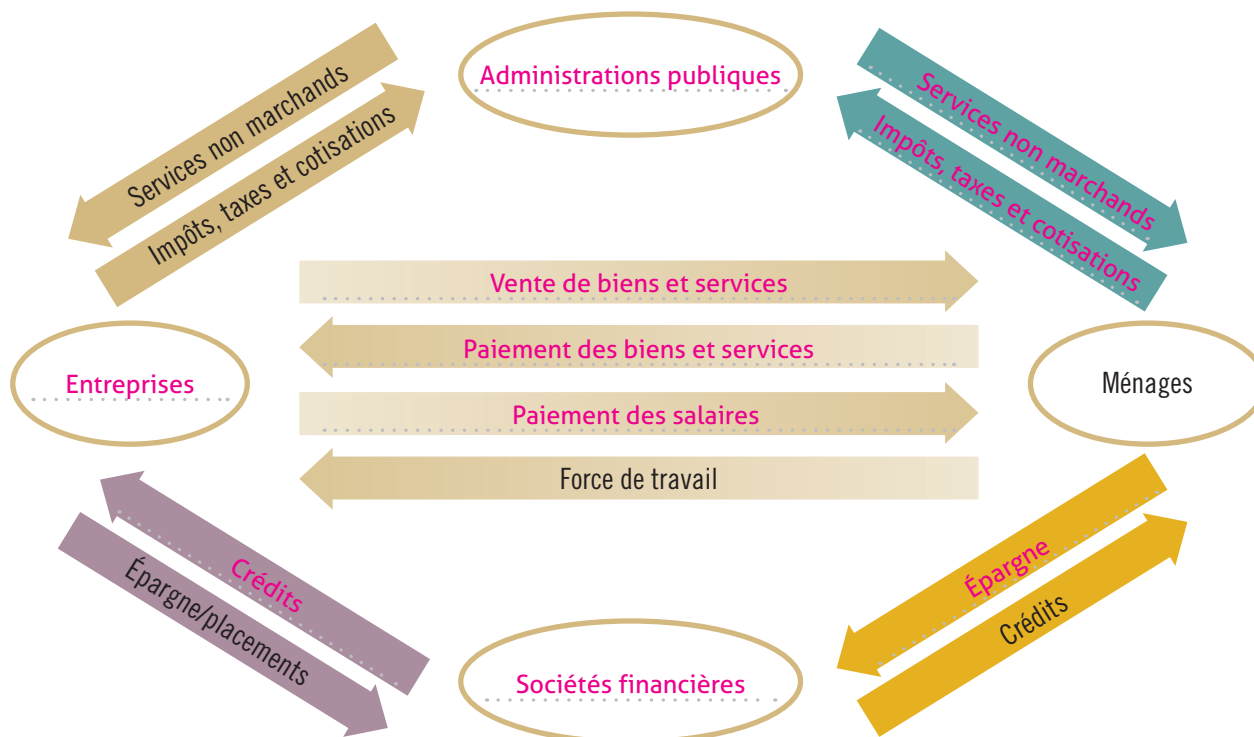 Administrations publiques
Services non marchands
Impôts, taxes et cotisations
Services non marchands
Impôts, taxes et cotisations
Vente de biens et services
Paiement des biens et services
Entreprises
Ménages
Paiement des salaires
Force de travail
Crédits
Épargne/placements
Épargne
Crédits
Sociétés financières